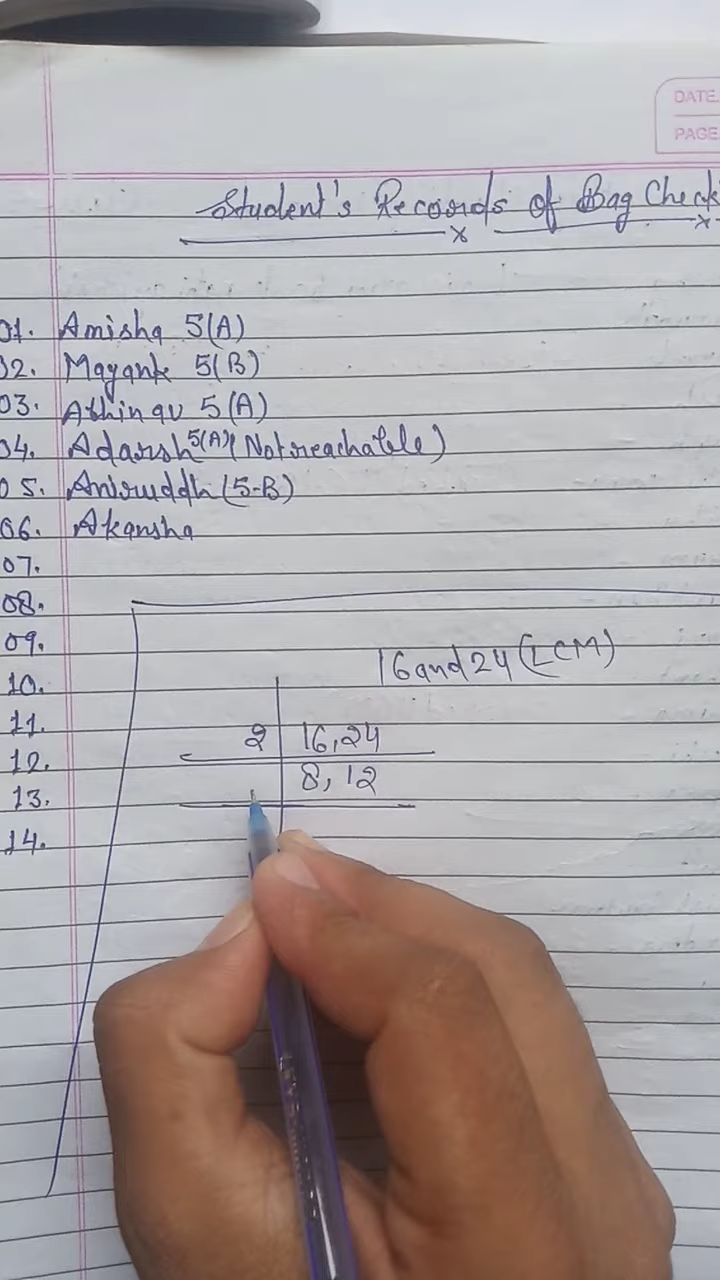 DATE
PAGE
Student's Records of Bag Check
01. Amisha 5(A)
02. Mayank 5(B)
03. Athinav 5(A)
04. Adarsh 5(A) (Not reachable)
05. Aniruddh (5-B)
06. Akansha
07.
08.
09.
16 and 24 (LCM)
10.
11.
2 16, 24
12.
8, 12
13.
14.